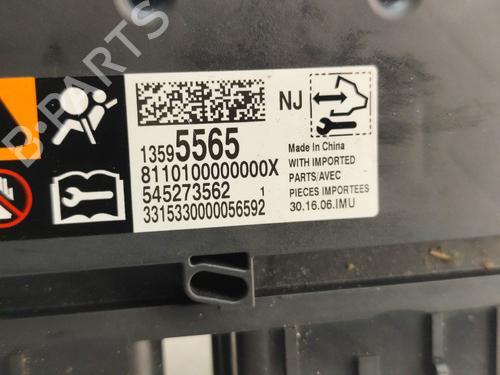 NJ
13595565
8110100000000X
545273562 1
3315330000056592
Made in China
WITH IMPORTED
PARTS/AVEC
PIECES IMPORTEES
30.16.06.IMU
B-PARTS